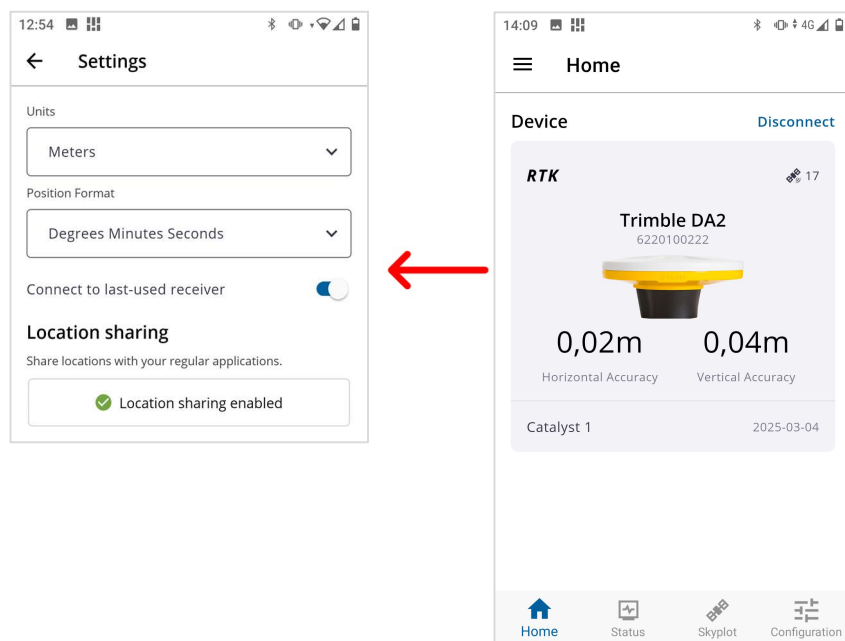 12:54
Settings
Units
Meters
Position Format
Degrees Minutes Seconds
Connect to last-used receiver
Location sharing
Share locations with your regular applications.
Location sharing enabled
14:09 4G
Home
Device Disconnect
RTK 17
Trimble DA2
6220100222
0,02m 0,04m
Horizontal Accuracy Vertical Accuracy
Catalyst 1 2025-03-04
Home Status Skyplot Configuration